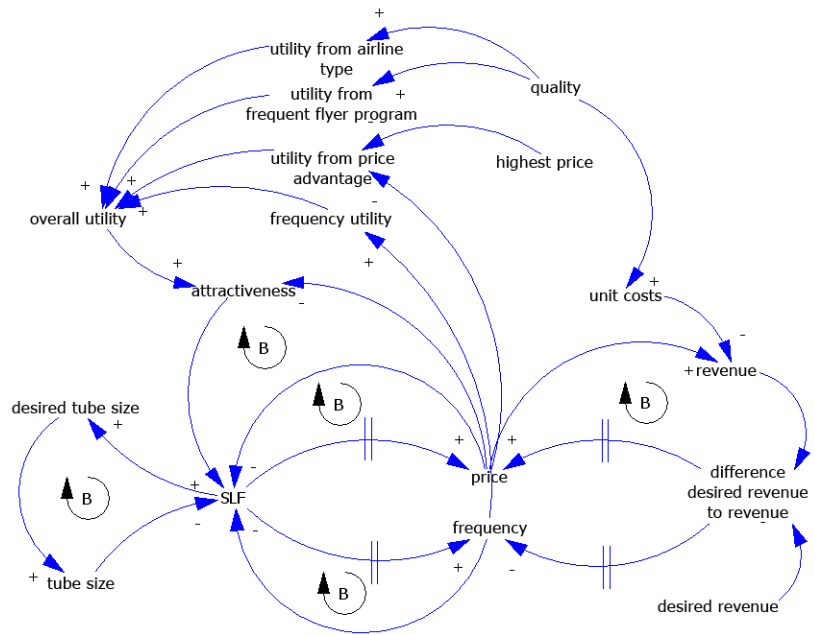 +
utility from airline
type
quality
utility from
+
frequent flyer program
-
utility from price
advantage
highest price
+
+
-
overall utility
+
frequency utility
+
+
attractiveness
-
+
unit costs
-
B
+
revenue
B
B
desired tube size
+
+
+
-
price
difference
desired revenue
to revenue
-
B
+
SLF
-
-
frequency
+
-
+
tube size
B
desired revenue